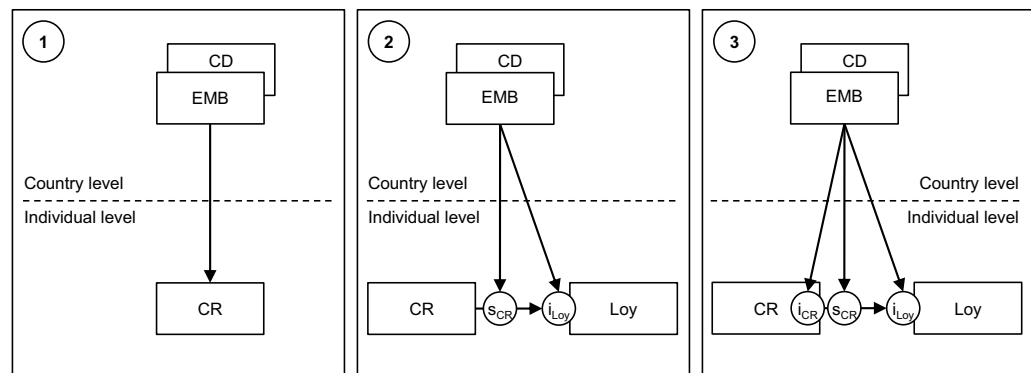 1
CD
EMB
Country level
Individual level
CR
2
CD
EMB
Country level
Individual level
CR
sCR
iLoy
Loy
3
CD
EMB
Country level
Individual level
CR
iCR
sCR
iLoy
Loy